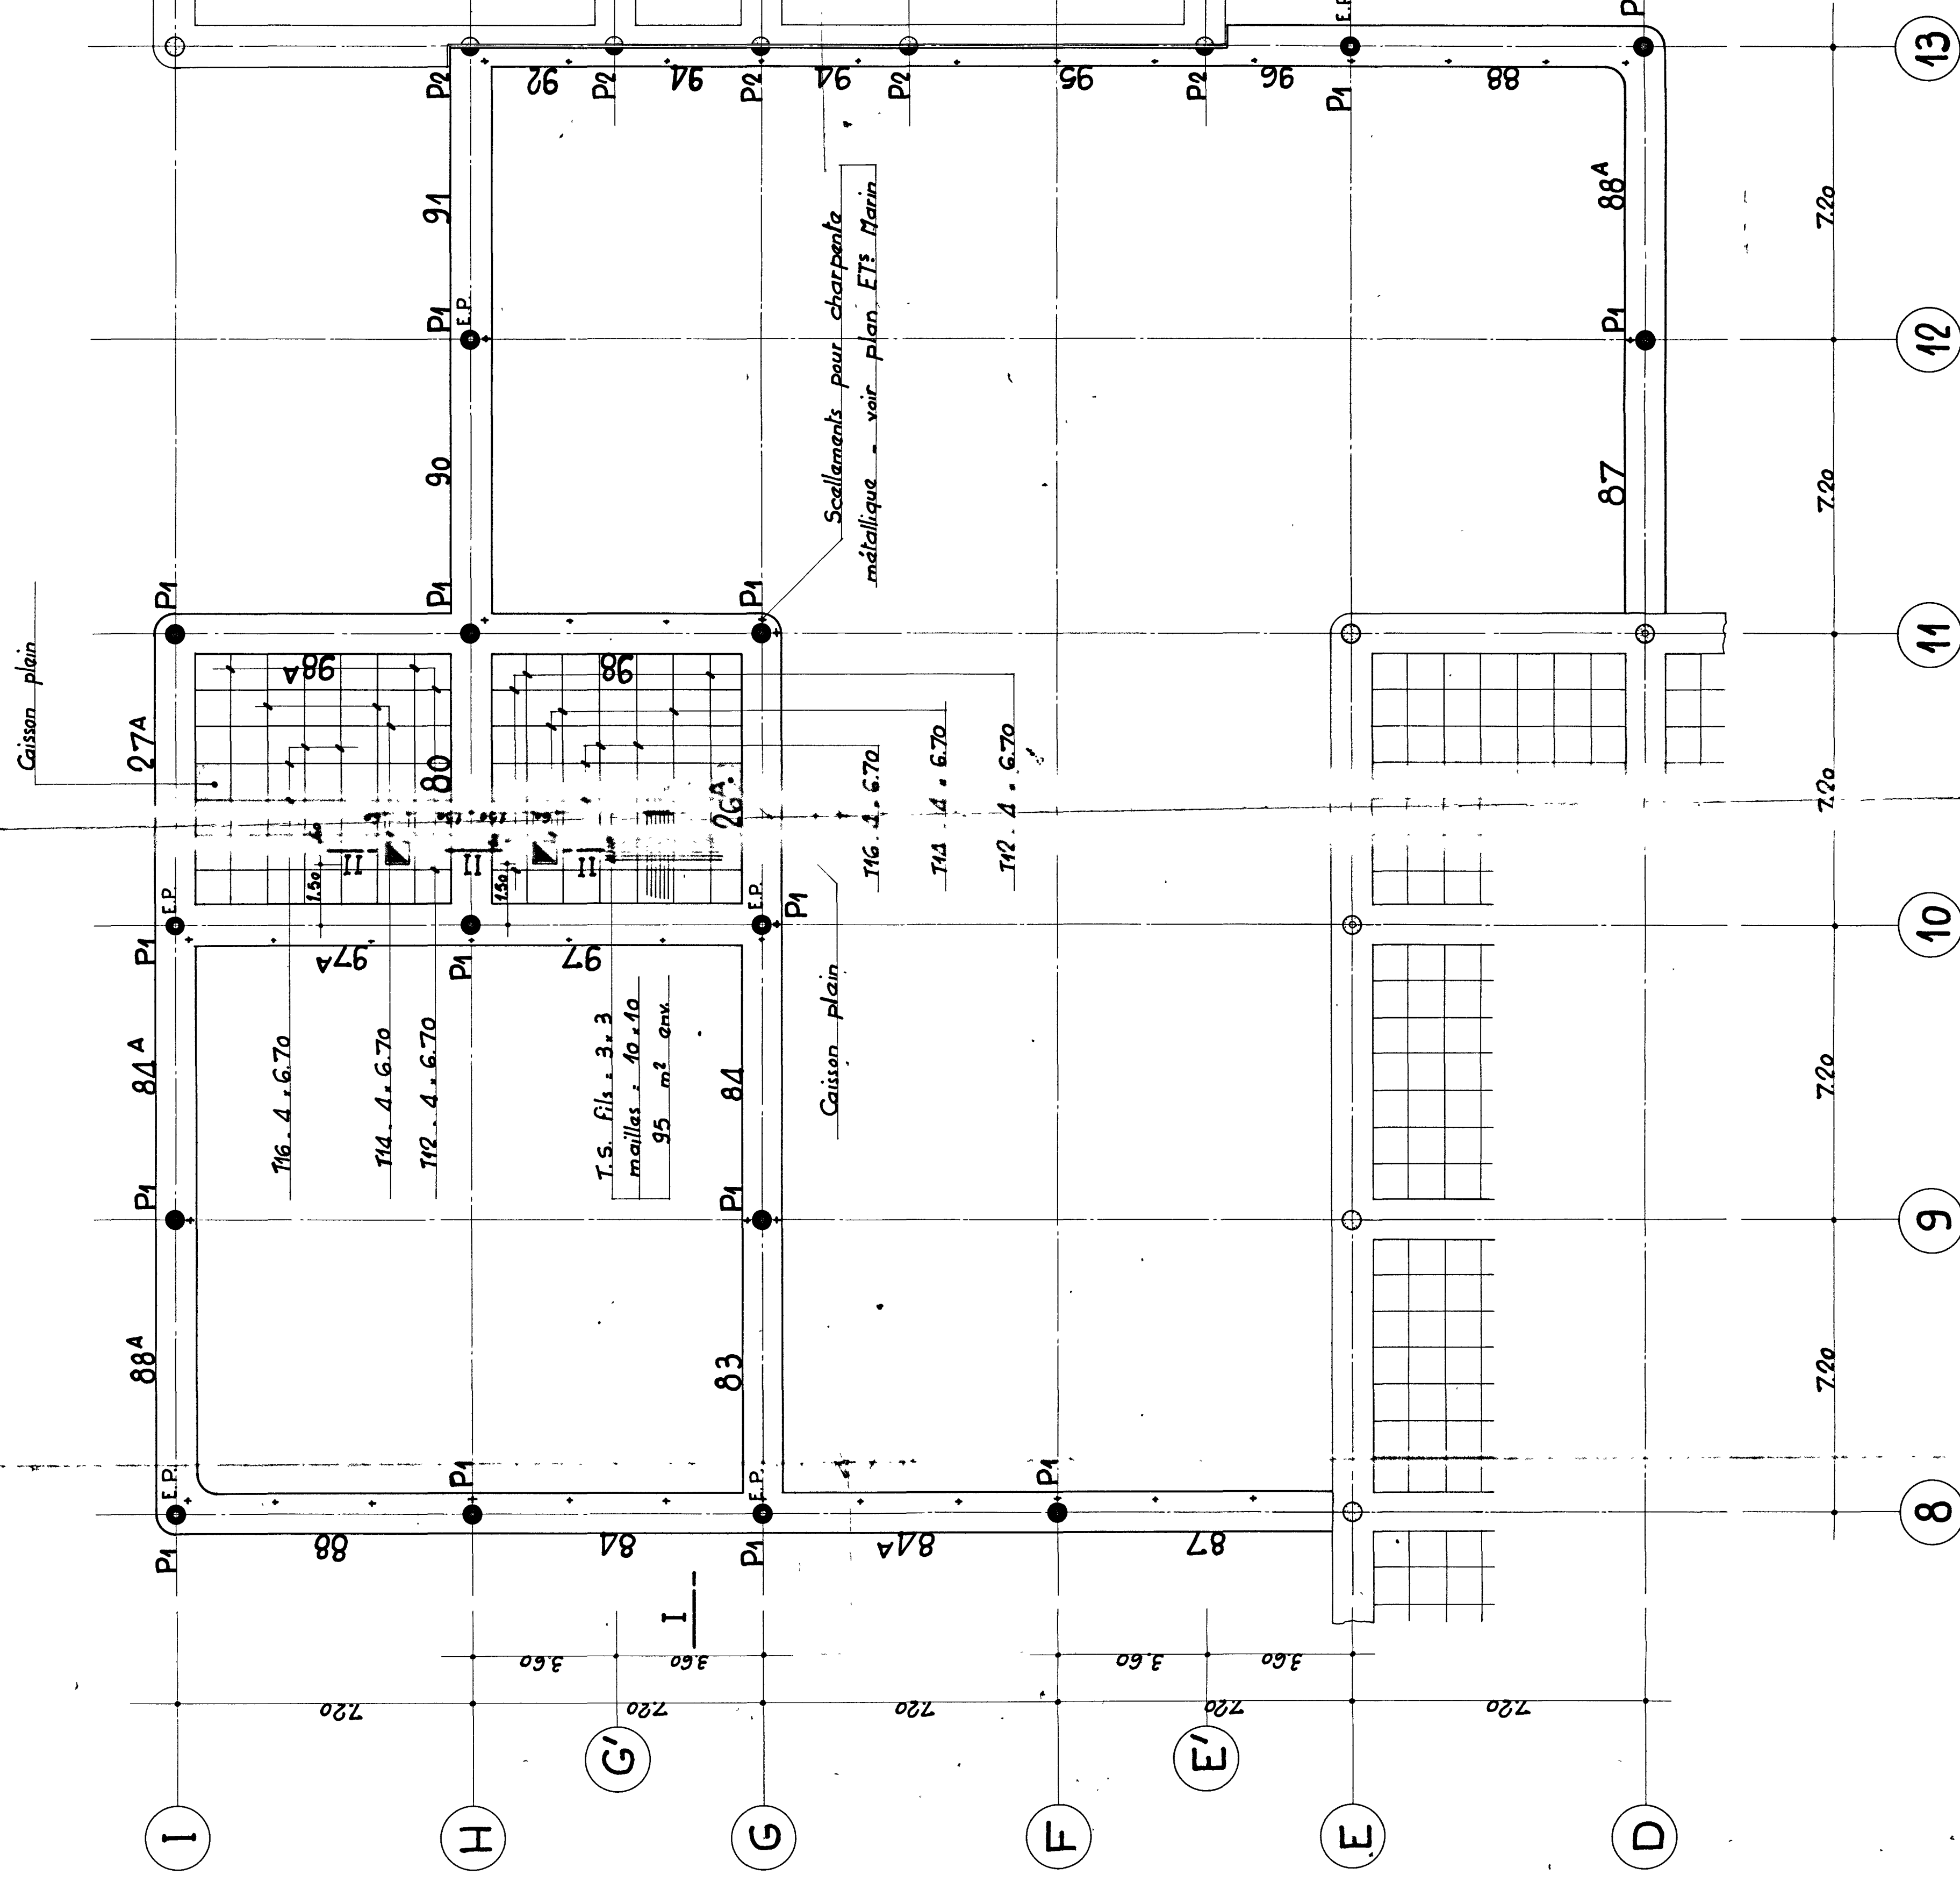 P2
92
P2
94
P2
94
P2
95
P2
96
P1
E.P.
88
13
91
88A
7.20
P1
E.P.
P1
12
90
87
7.20
Scellements pour charpente
métallique - voir plan ETs Marin
P1
P1
P1
11
Caisson plein
27A
98A
98
80
26A
7.20
T16. 4 × 6.70
T14. 4 × 6.70
T12. 4 × 6.70
II
II
II
1.50
1.50
P1
E.P.
P1
E.P.
P1
10
97A
97
Caisson plein
84A
84
7.20
T16. 4 × 6.70
T14. 4 × 6.70
T12. 4 × 6.70
T.S. fils = 3 × 3
mailles = 10 × 10
95 m² env.
P1
P1
9
88A
83
7.20
P1
E.P.
P1
P1
E.P.
P1
8
88
84
84A
87
I
3.60
3.60
3.60
3.60
7.20
7.20
7.20
7.20
7.20
G'
E'
I
H
G
F
E
D